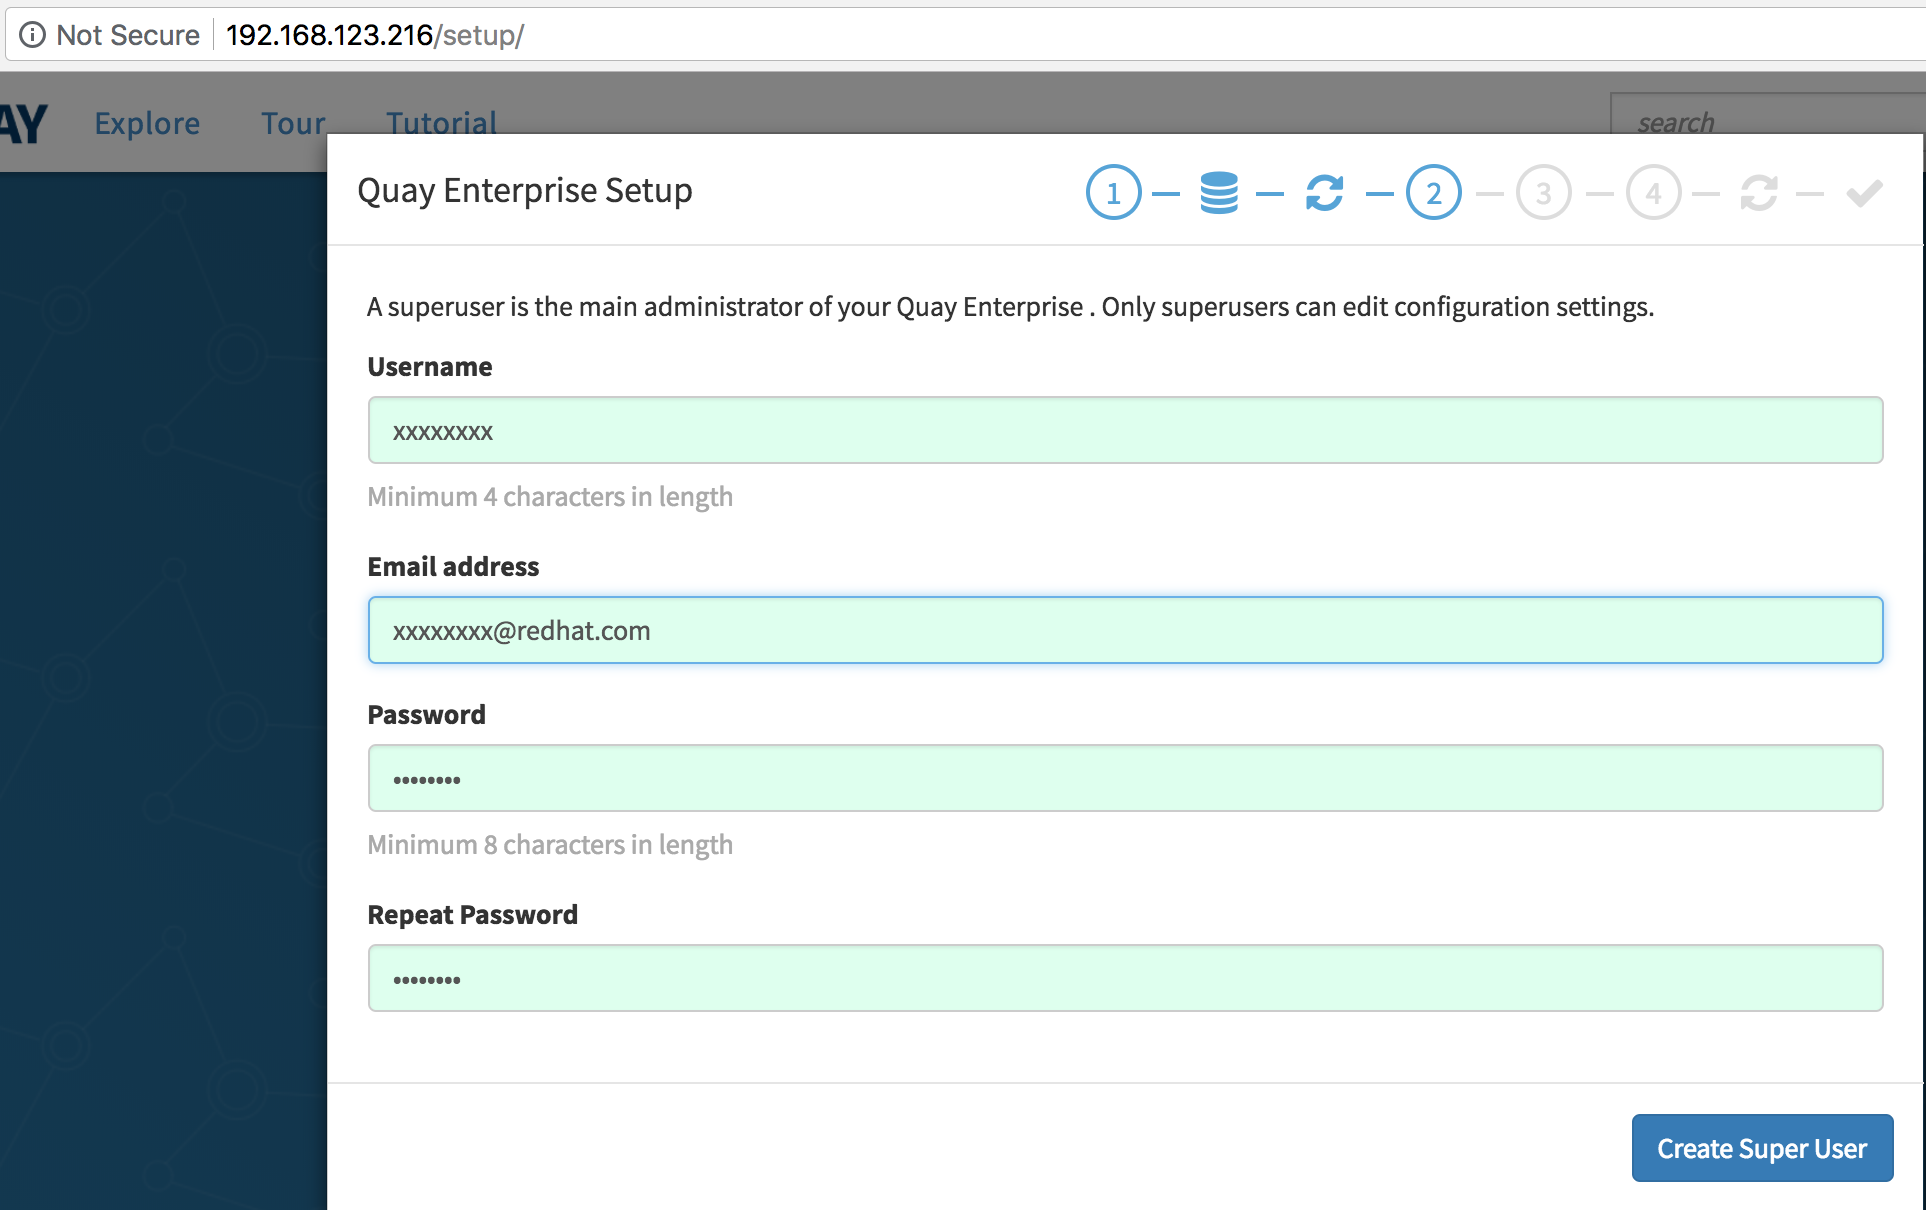 Not Secure 192.168.123.216/setup/
AY Explore Tour Tutorial search
Quay Enterprise Setup 1 2 3 4
A superuser is the main administrator of your Quay Enterprise . Only superusers can edit configuration settings.
Username
xxxxxxxx
Minimum 4 characters in length
Email address
xxxxxxxx@redhat.com
Password
••••••••
Minimum 8 characters in length
Repeat Password
••••••••
Create Super User